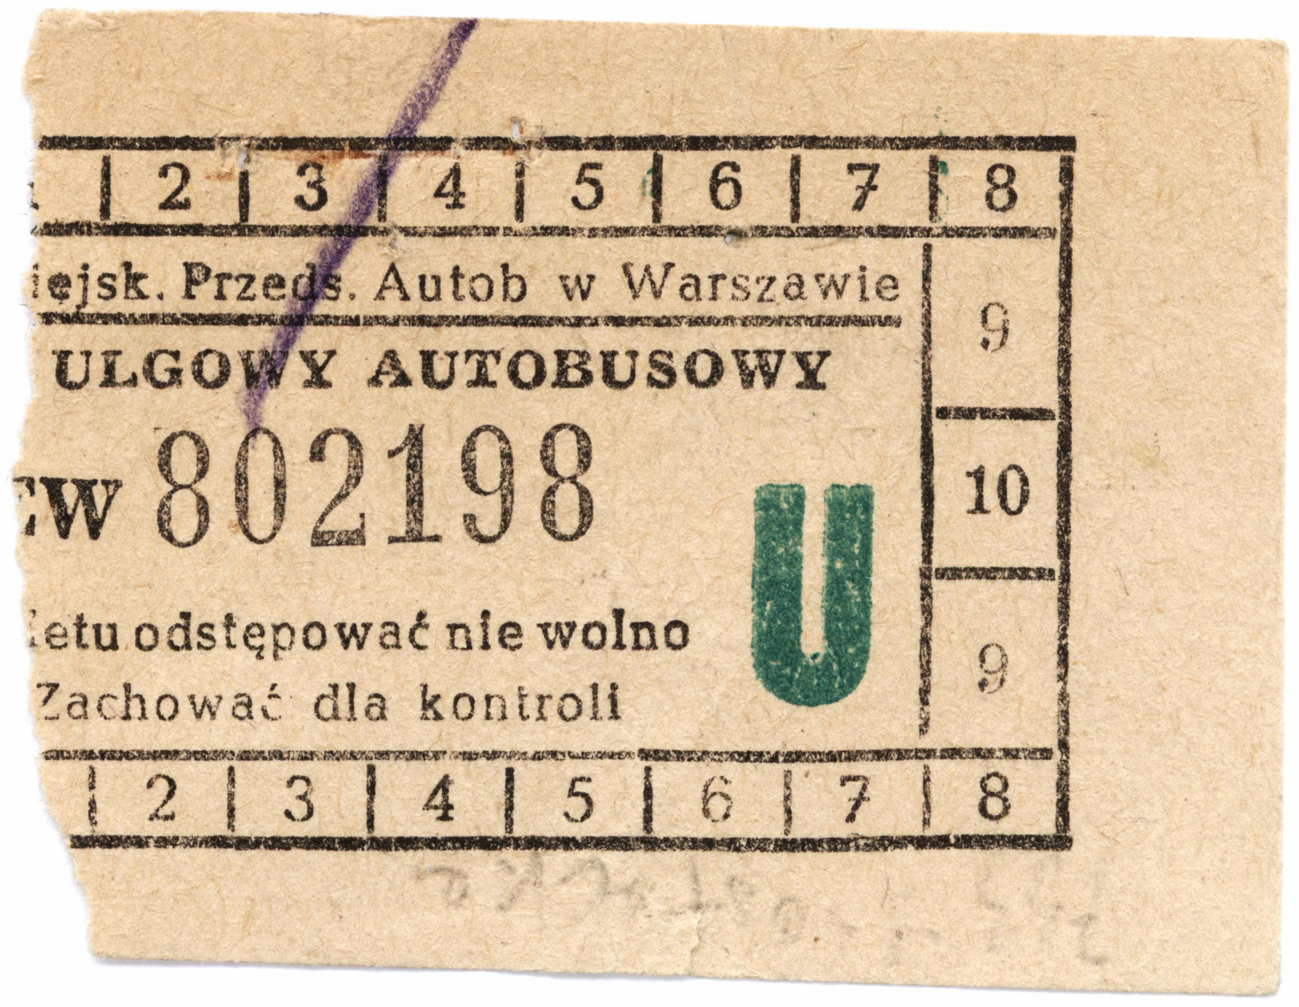 2 3 4 5 6 7 8
iejsk. Przeds. Autob w Warszawie
9
ULGOWY AUTOBUSOWY
EW 802198
10
U
etu odstępować nie wolno
9
Zachować dla kontroli
2 3 4 5 6 7 8